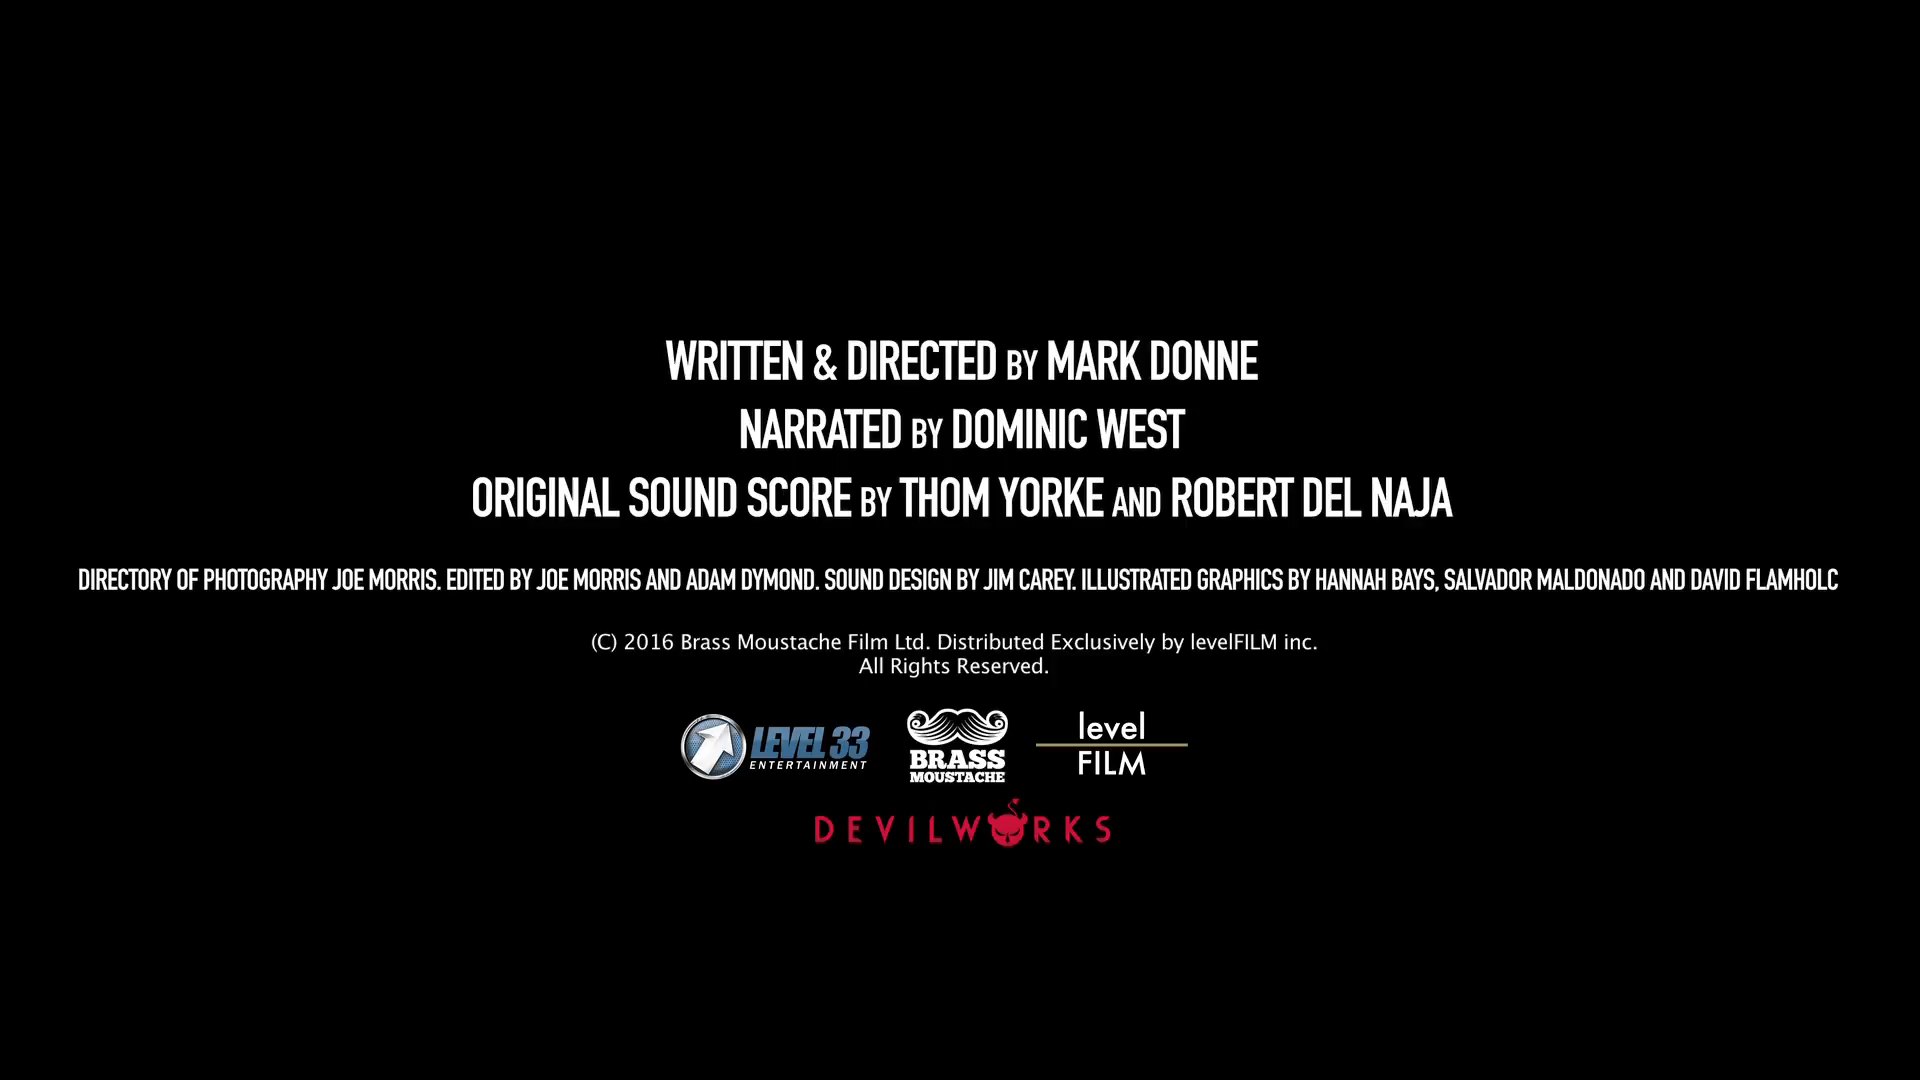 WRITTEN & DIRECTED BY MARK DONNE
NARRATED BY DOMINIC WEST
ORIGINAL SOUND SCORE BY THOM YORKE AND ROBERT DEL NAJA
DIRECTORY OF PHOTOGRAPHY JOE MORRIS. EDITED BY JOE MORRIS AND ADAM DYMOND. SOUND DESIGN BY JIM CAREY. ILLUSTRATED GRAPHICS BY HANNAH BAYS, SALVADOR MALDONADO AND DAVID FLAMHOLC
(C) 2016 Brass Moustache Film Ltd. Distributed Exclusively by levelFILM inc.
All Rights Reserved.
LEVEL 33
ENTERTAINMENT
BRASS
MOUSTACHE
level
FILM
DEVILWORKS